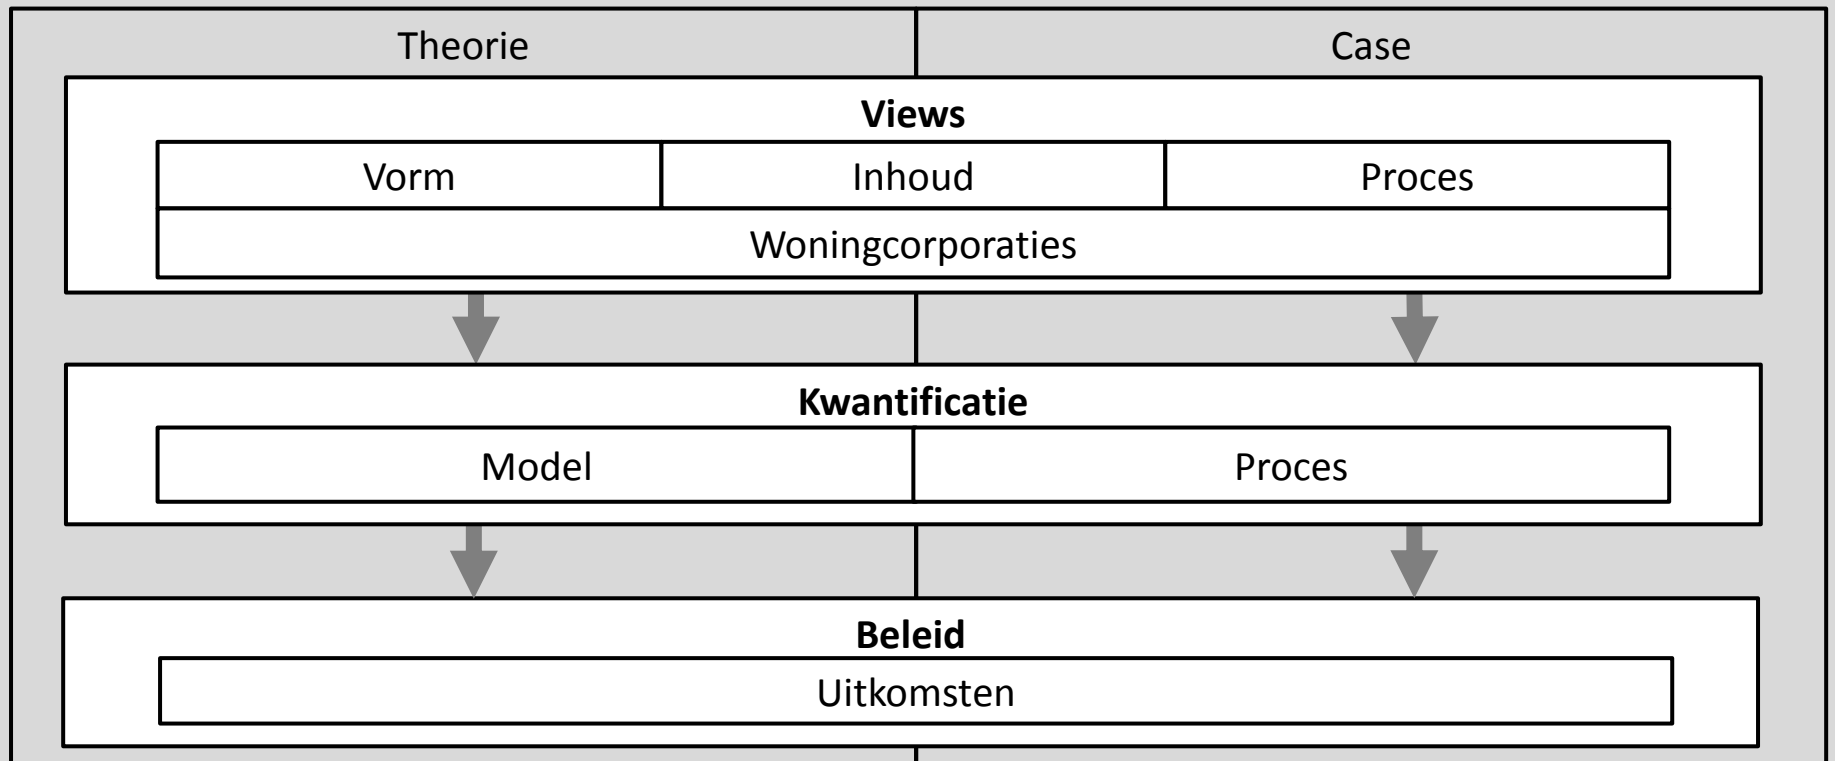 Theorie
Case
Views
Vorm
Inhoud
Proces
Woningcorporaties
Kwantificatie
Model
Proces
Beleid
Uitkomsten